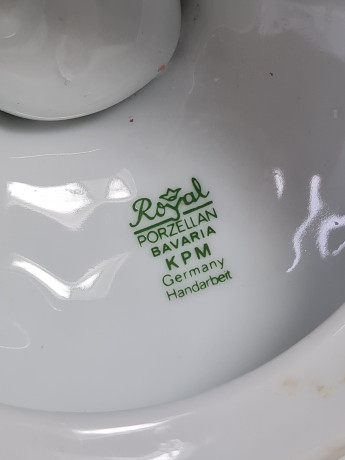 Royal
PORZELLAN
BAVARIA
KPM
Germany
Handarbeit